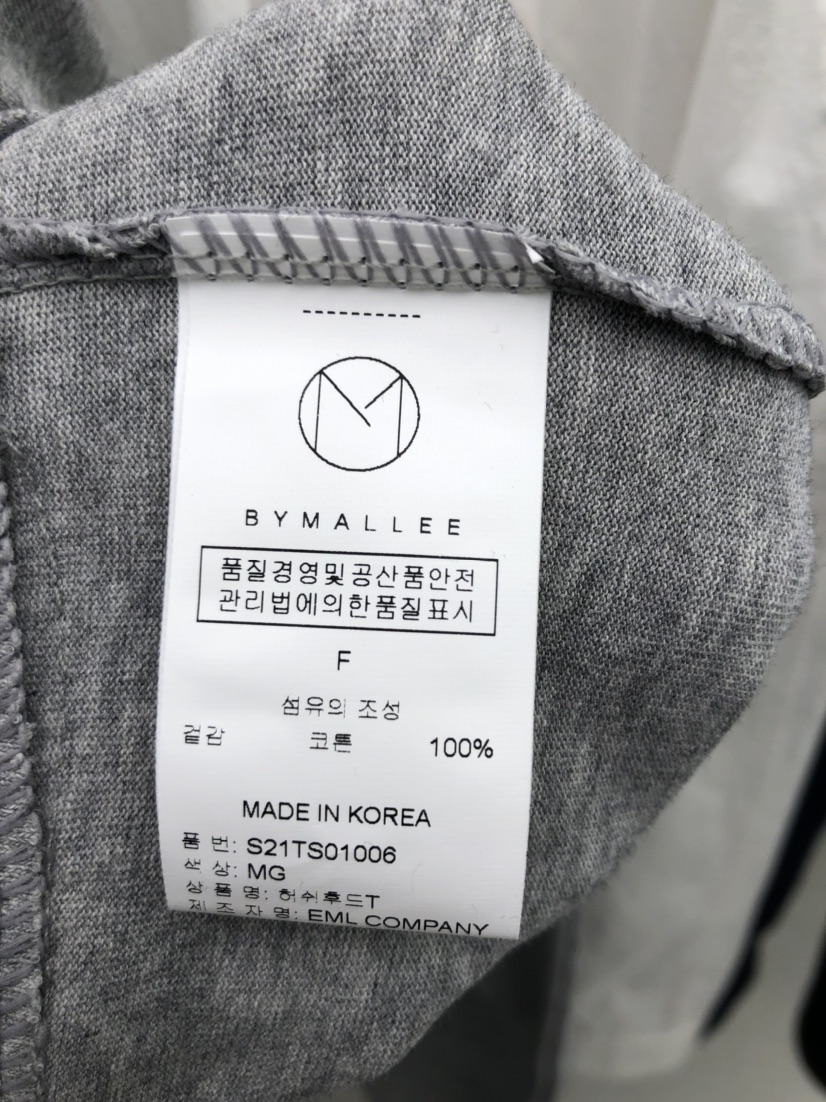 BYMALLEE
품질경영및공산품안전
관리법에의한품질표시
F
섬유의 조성
겉감 코튼 100%
MADE IN KOREA
품 번: S21TS01006
색 상: MG
상 품 명: 허쉬후드T
제 조 자 명: EML COMPANY